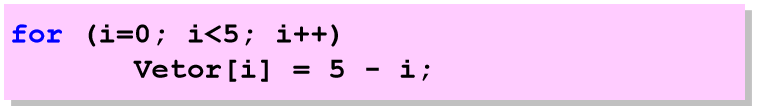 for (i=0; i<5; i++)
Vetor[i] = 5 - i;